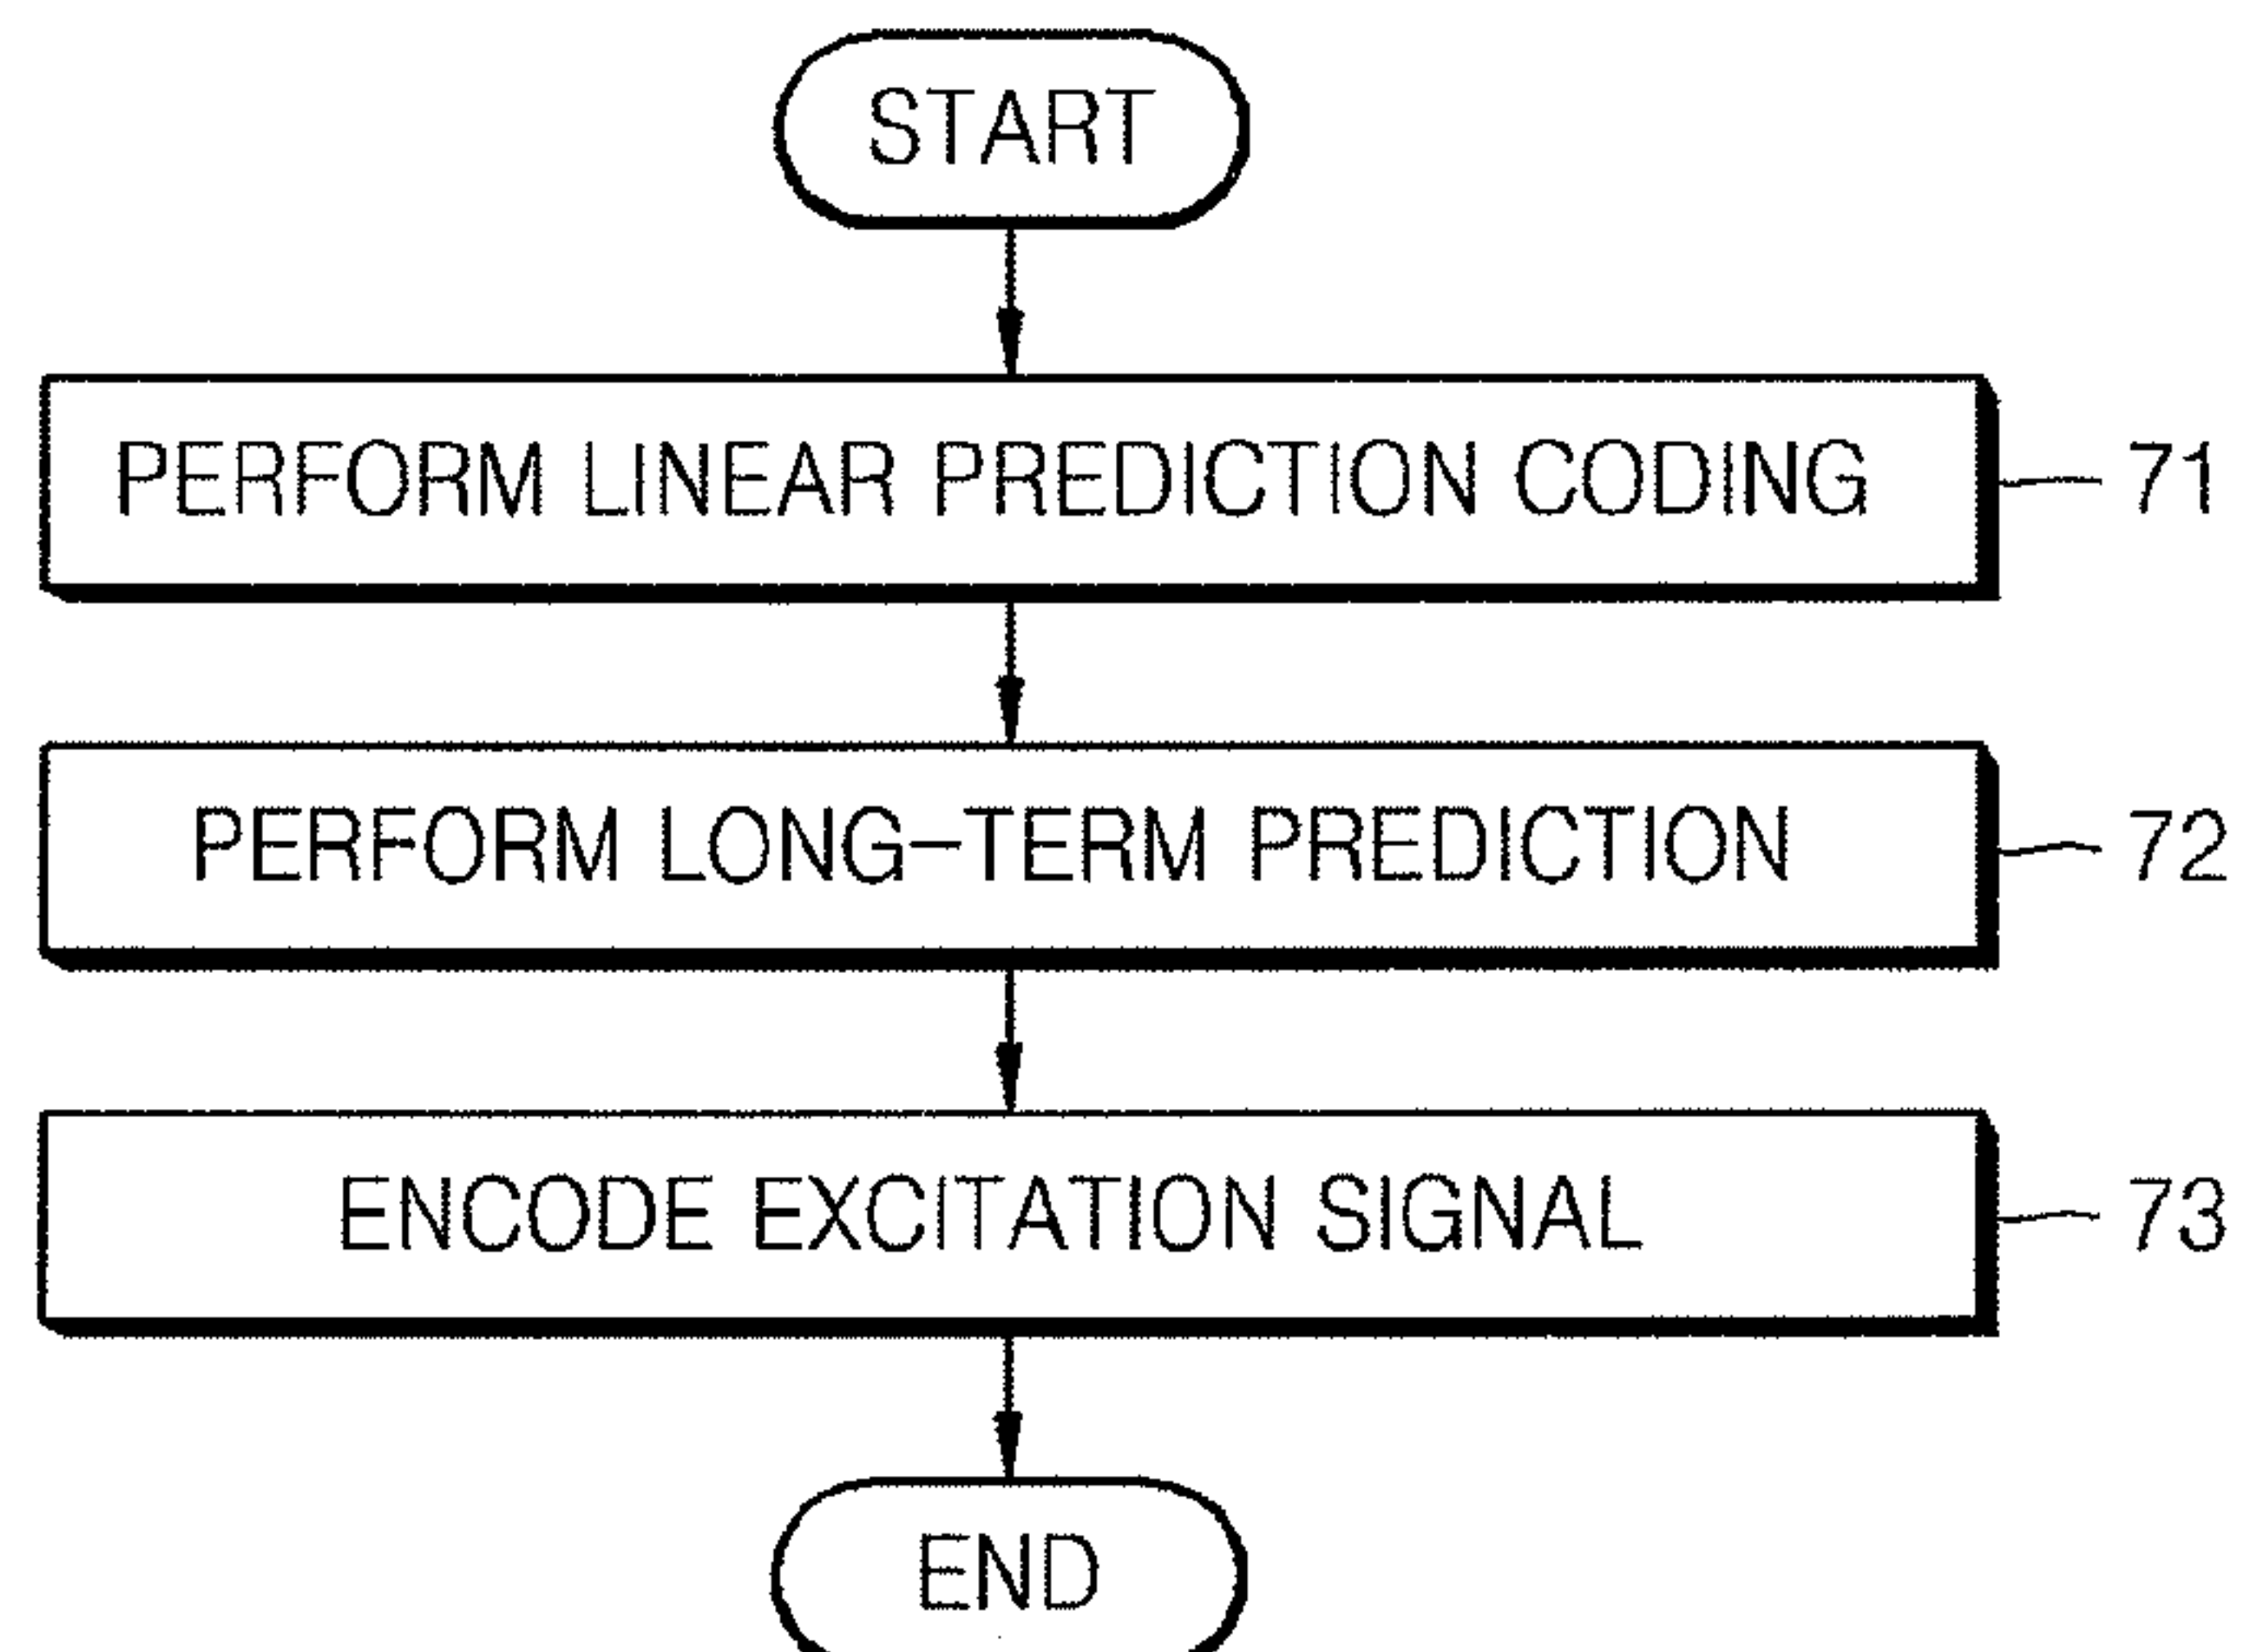 START
PERFORM LINEAR PREDICTION CODING 71
PERFORM LONG-TERM PREDICTION 72
ENCODE EXCITATION SIGNAL 73
END